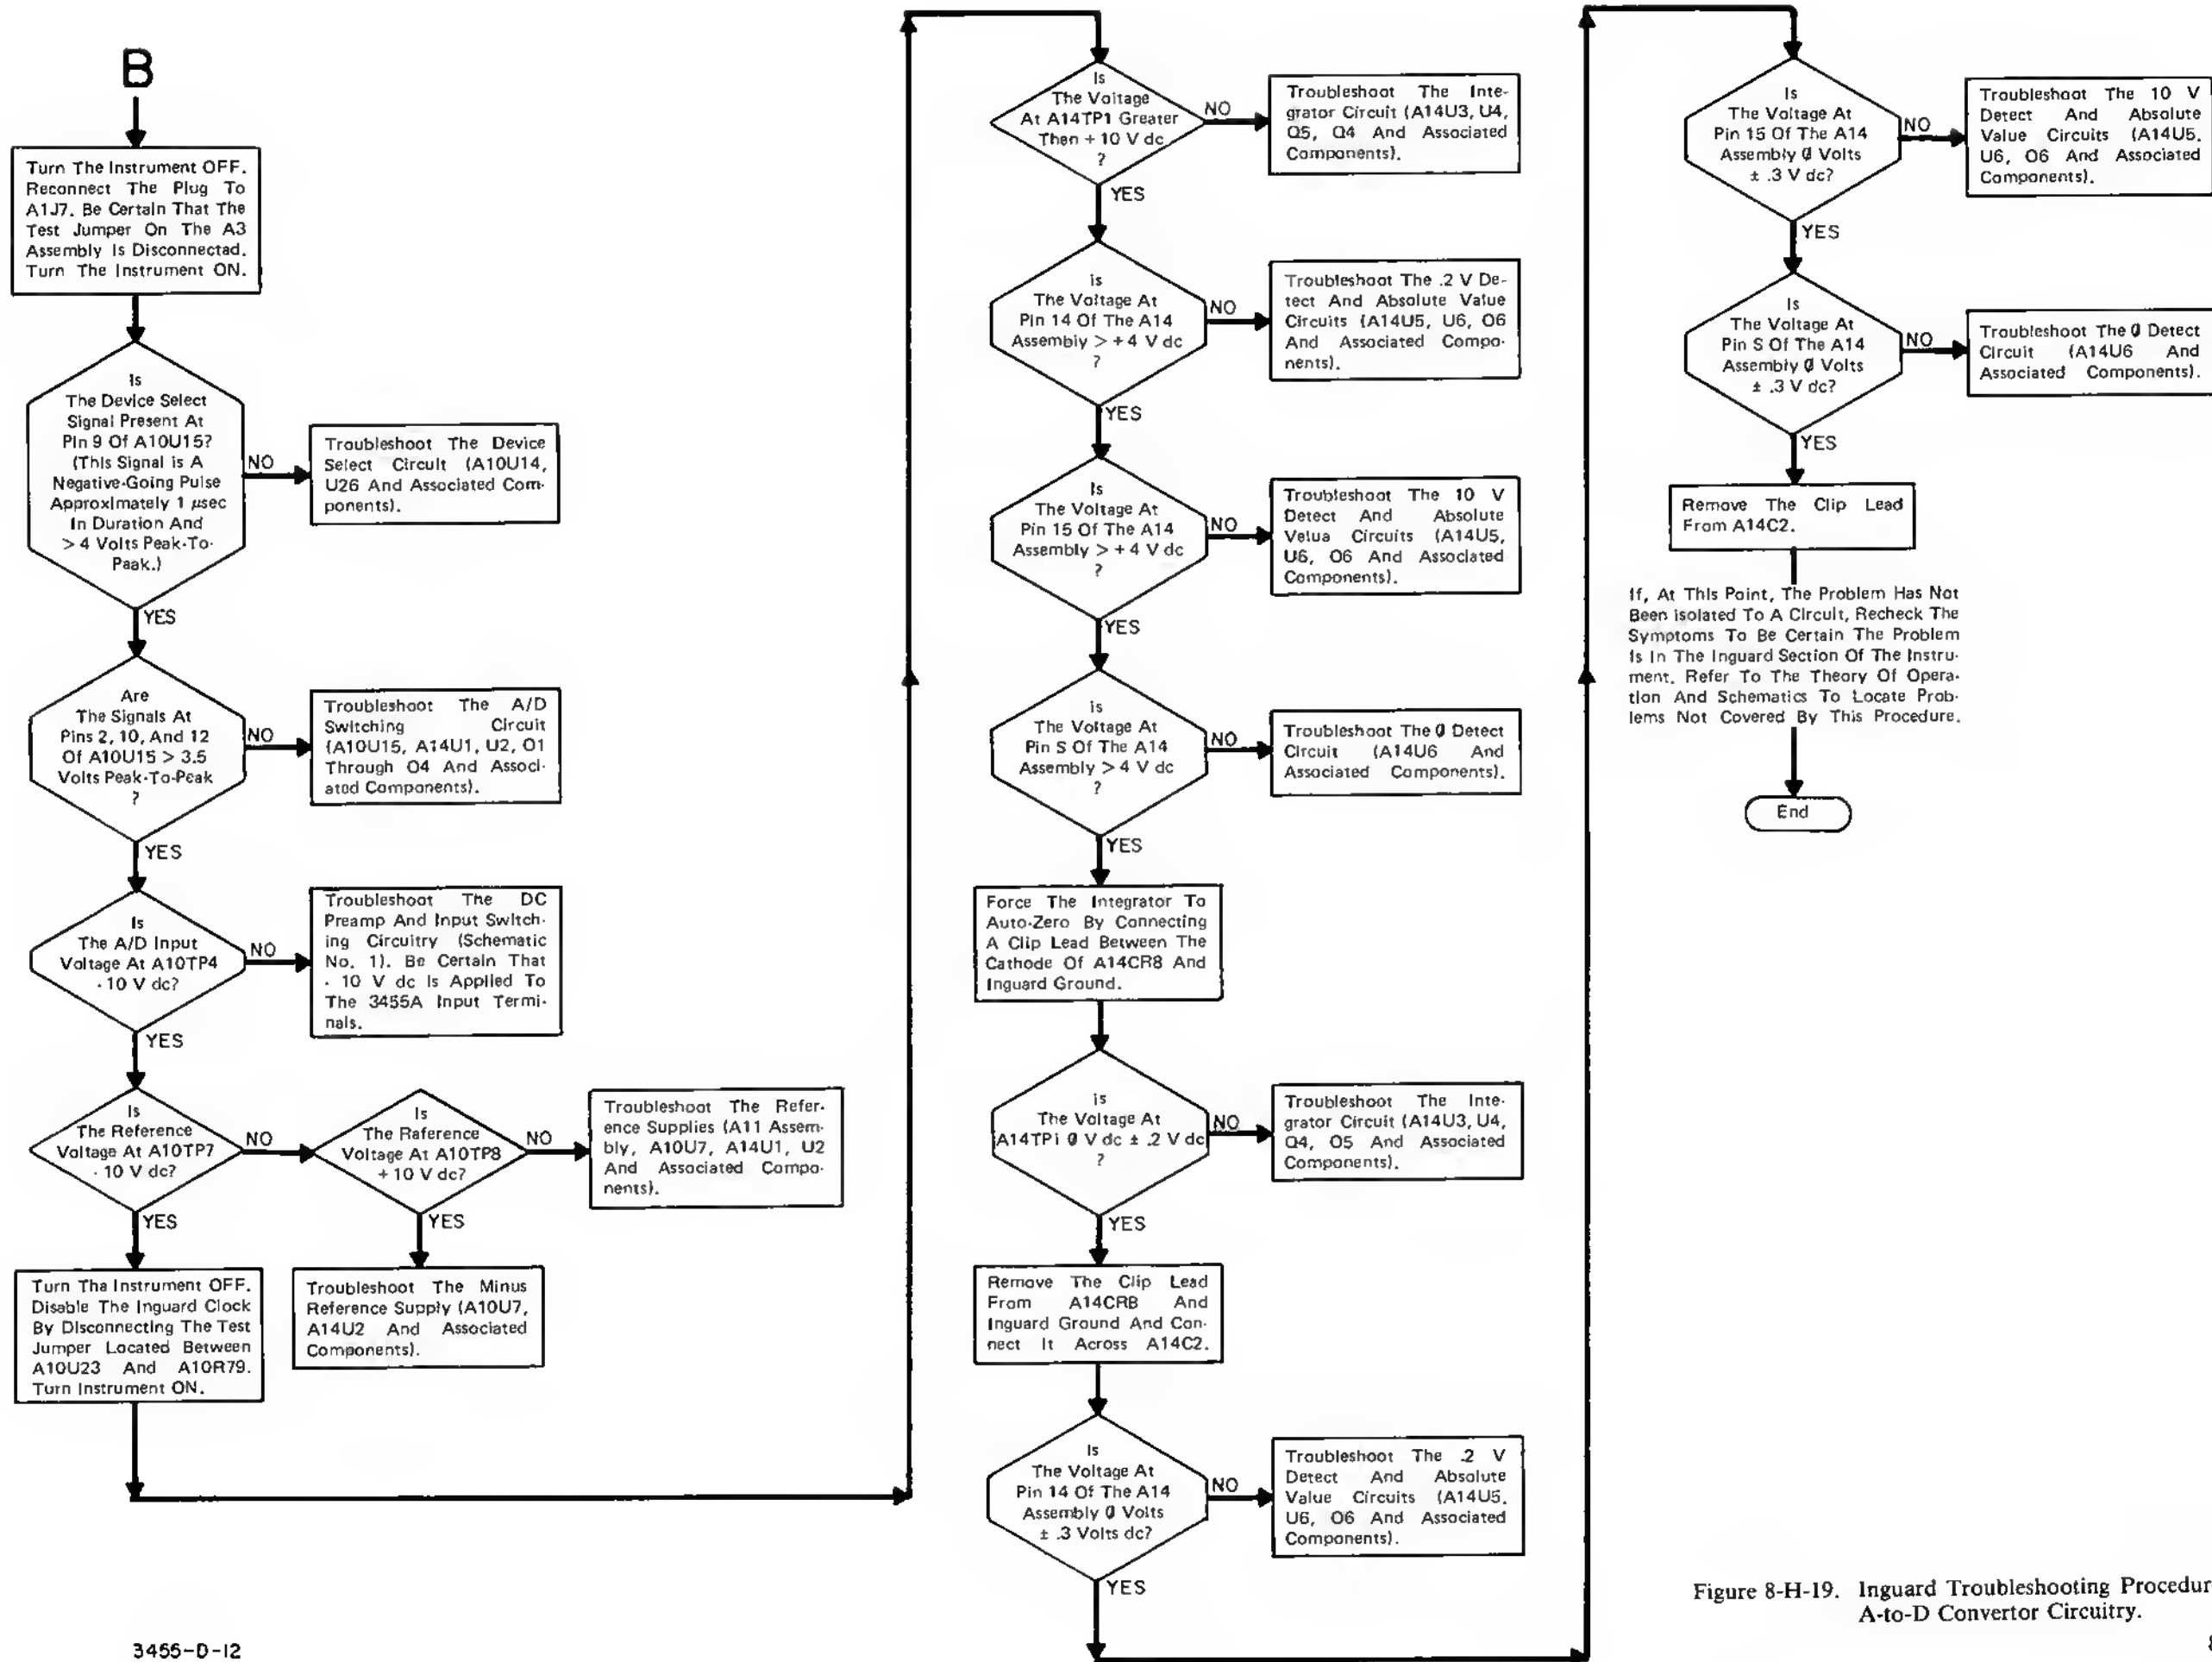 B
Turn The Instrument OFF.
Reconnect The Plug To
A1J7. Be Certain That The
Test Jumper On The A3
Assembly Is Disconnectad.
Turn The Instrument ON.
Is
The Device Select
Signal Present At
Pin 9 Of A10U15?
(This Signal is A
Negative-Going Pulse
Approximately 1 µsec
In Duration And
> 4 Volts Peak-To-
Paak.)
NO
Troubleshoot The Device
Select Circuit (A10U14,
U26 And Associated Com-
ponents).
YES
Are
The Signals At
Pins 2, 10, And 12
Of A10U15 > 3.5
Volts Peak-To-Peak
?
NO
Troubleshoot The A/D
Switching Circuit
(A10U15, A14U1, U2, O1
Through O4 And Associ-
ated Components).
YES
Is
The A/D Input
Voltage At A10TP4
- 10 V dc?
NO
Troubleshoot The DC
Preamp And Input Switch-
ing Circuitry (Schematic
No. 1). Be Certain That
- 10 V dc Is Applied To
The 3455A Input Termi-
nals.
YES
Is
The Reference
Voltage At A10TP7
- 10 V dc?
NO
Is
The Raference
Voltage At A10TP8
+ 10 V dc?
NO
Troubleshoot The Refer-
ence Supplies (A11 Assem-
bly, A10U7, A14U1, U2
And Associated Compo-
nents).
YES
YES
Turn Tha Instrument OFF.
Disable The Inguard Clock
By Disconnecting The Test
Jumper Located Between
A10U23 And A10R79.
Turn Instrument ON.
Troubleshoot The Minus
Reference Supply (A10U7,
A14U2 And Associated
Components).
3455-D-12
Is
The Voltage
At A14TP1 Greater
Then + 10 V dc
?
NO
Troubleshoot The Inte-
grator Circuit (A14U3, U4,
Q5, Q4 And Associated
Components).
YES
is
The Voltage At
Pin 14 Of The A14
Assembly > + 4 V dc
?
NO
Troubleshoot The .2 V De-
tect And Absolute Value
Circuits (A14U5, U6, O6
And Associated Compo-
nents).
YES
Is
The Voltage At
Pin 15 Of The A14
Assembly > + 4 V dc
?
NO
Troubleshoot The 10 V
Detect And Absolute
Velua Circuits (A14U5,
U6, O6 And Associated
Components).
YES
is
The Voltage At
Pin S Of The A14
Assembly > 4 V dc
?
NO
Troubleshoot The 0 Detect
Circuit (A14U6 And
Associated Components).
YES
Force The Integrator To
Auto-Zero By Connecting
A Clip Lead Between The
Cathode Of A14CR8 And
Inguard Ground.
is
The Voltage At
A14TP1 0 V dc ± .2 V dc
?
NO
Troubleshoot The Inte-
grator Circuit (A14U3, U4,
Q4, O5 And Associated
Components).
YES
Remove The Clip Lead
From A14CRB And
Inguard Ground And Con-
nect It Across A14C2.
Is
The Voltage At
Pin 14 Of The A14
Assembly 0 Volts
± .3 Volts dc?
NO
Troubleshoot The .2 V
Detect And Absolute
Value Circuits (A14U5,
U6, O6 And Associated
Components).
YES
Is
The Voltage At
Pin 15 Of The A14
Assembly 0 Volts
± .3 V dc?
NO
Troubleshoot The 10 V
Detect And Absolute
Value Circuits (A14U5,
U6, O6 And Associated
Components).
YES
Is
The Voltage At
Pin S Of The A14
Assembly 0 Volts
± .3 V dc?
NO
Troubleshoot The 0 Detect
Circuit (A14U6 And
Associated Components).
YES
Remove The Clip Lead
From A14C2.
If, At This Point, The Problem Has Not
Been isolated To A Circuit, Recheck The
Symptoms To Be Certain The Problem
Is In The Inguard Section Of The Instru-
ment. Refer To The Theory Of Opera-
tion And Schematics To Locate Prob-
lems Not Covered By This Procedure.
End
Figure 8-H-19. Inguard Troubleshooting Procedur
A-to-D Convertor Circuitry.